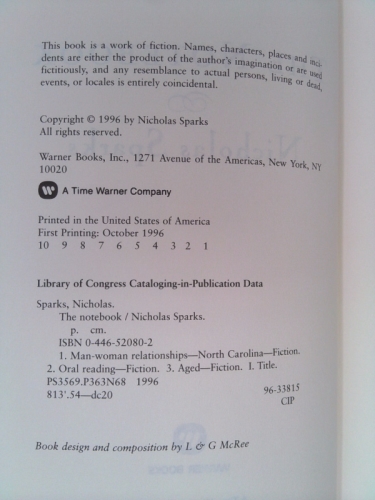 This book is a work of fiction. Names, characters, places and inci-
dents are either the product of the author's imagination or are used
fictitiously, and any resemblance to actual persons, living or dead,
events, or locales is entirely coincidental.
Copyright © 1996 by Nicholas Sparks
All rights reserved.
Warner Books, Inc., 1271 Avenue of the Americas, New York, NY
10020
A Time Warner Company
Printed in the United States of America
First Printing: October 1996
10 9 8 7 6 5 4 3 2 1
Library of Congress Cataloging-in-Publication Data
Sparks, Nicholas.
The notebook / Nicholas Sparks.
p. cm.
ISBN 0-446-52080-2
1. Man-woman relationships—North Carolina—Fiction.
2. Oral reading—Fiction. 3. Aged—Fiction. I. Title.
PS3569.P363N68 1996
813'.54—dc20
96-33815
CIP
Book design and composition by L & G McRee